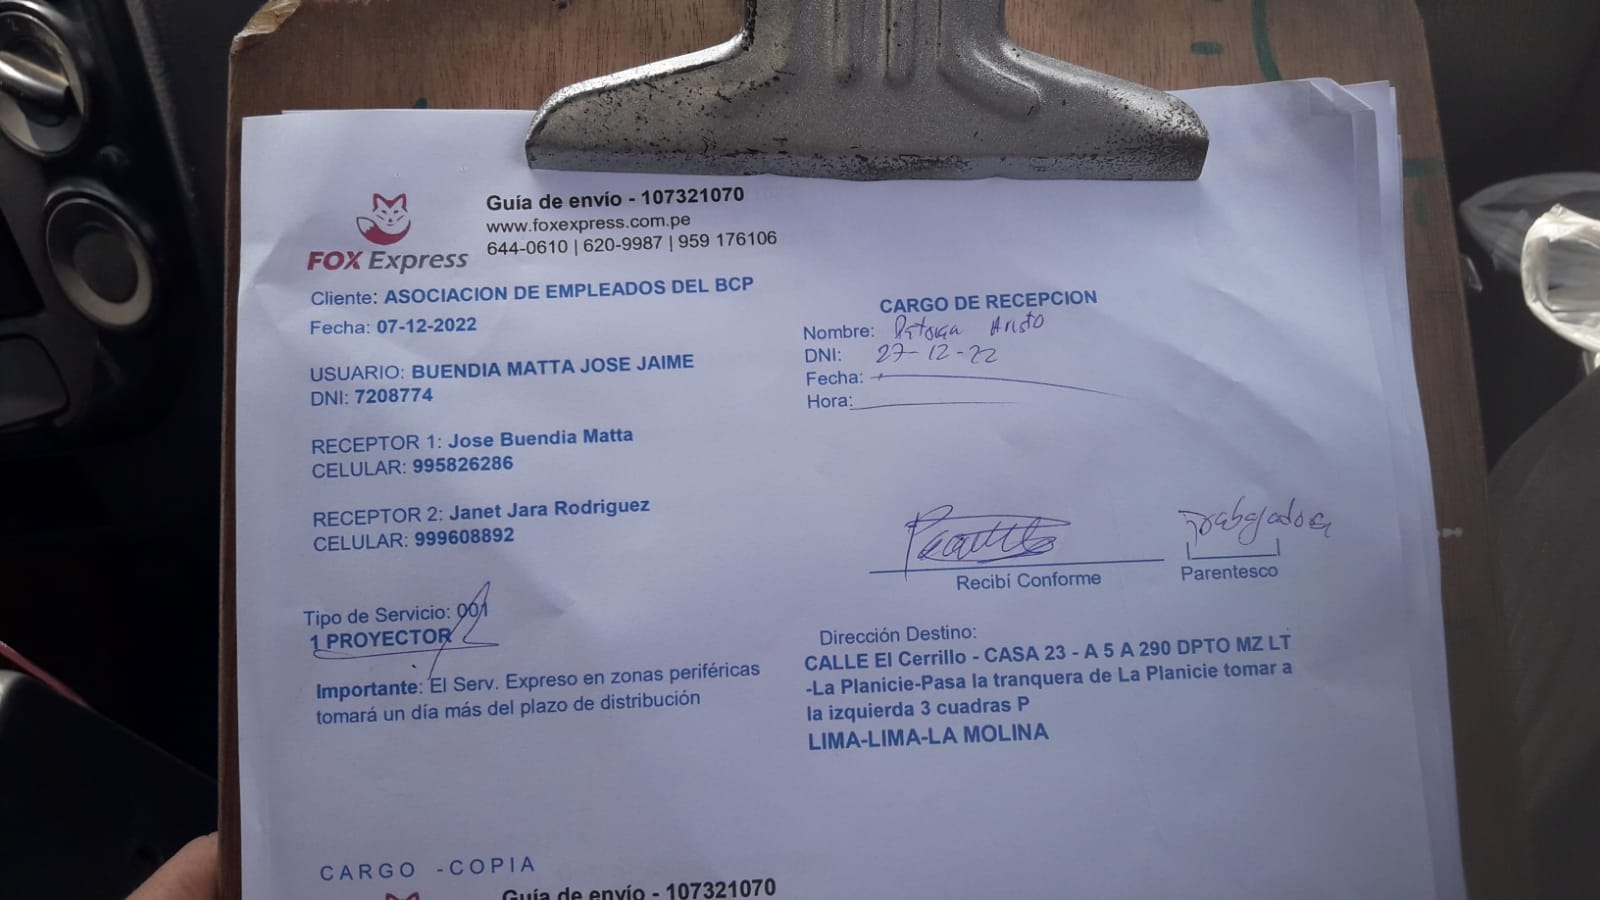 Guía de envío - 107321070
www.foxexpress.com.pe
644-0610 | 620-9987 | 959 176106
FOX Express
Cliente: ASOCIACION DE EMPLEADOS DEL BCP
Fecha: 07-12-2022
USUARIO: BUENDIA MATTA JOSE JAIME
DNI: 7208774
RECEPTOR 1: Jose Buendia Matta
CELULAR: 995826286
RECEPTOR 2: Janet Jara Rodriguez
CELULAR: 999608892
Tipo de Servicio: 001
1 PROYECTOR
Importante: El Serv. Expreso en zonas periféricas
tomará un día más del plazo de distribución
CARGO DE RECEPCION
Nombre:
DNI: 27-12-22
Fecha:
Hora:
Trabajadora
Recibí Conforme
Parentesco
Dirección Destino:
CALLE El Cerrillo - CASA 23 - A 5 A 290 DPTO MZ LT
-La Planicie-Pasa la tranquera de La Planicie tomar a
la izquierda 3 cuadras P
LIMA-LIMA-LA MOLINA
CARGO -COPIA
Guía de envío - 107321070